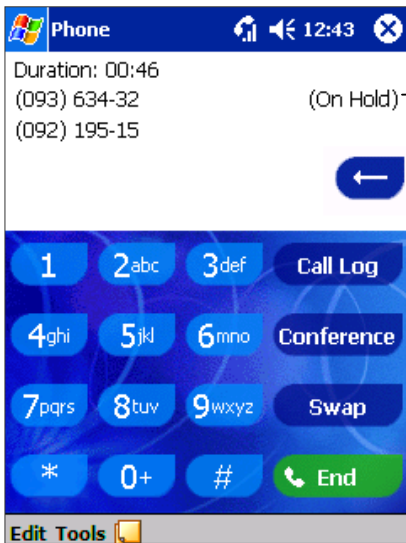 Phone 12:43
Duration: 00:46
(093) 634-32 (On Hold)
(092) 195-15
1 2abc 3def Call Log
4ghi 5jkl 6mno Conference
7pqrs 8tuv 9wxyz Swap
* 0+ # End
Edit Tools